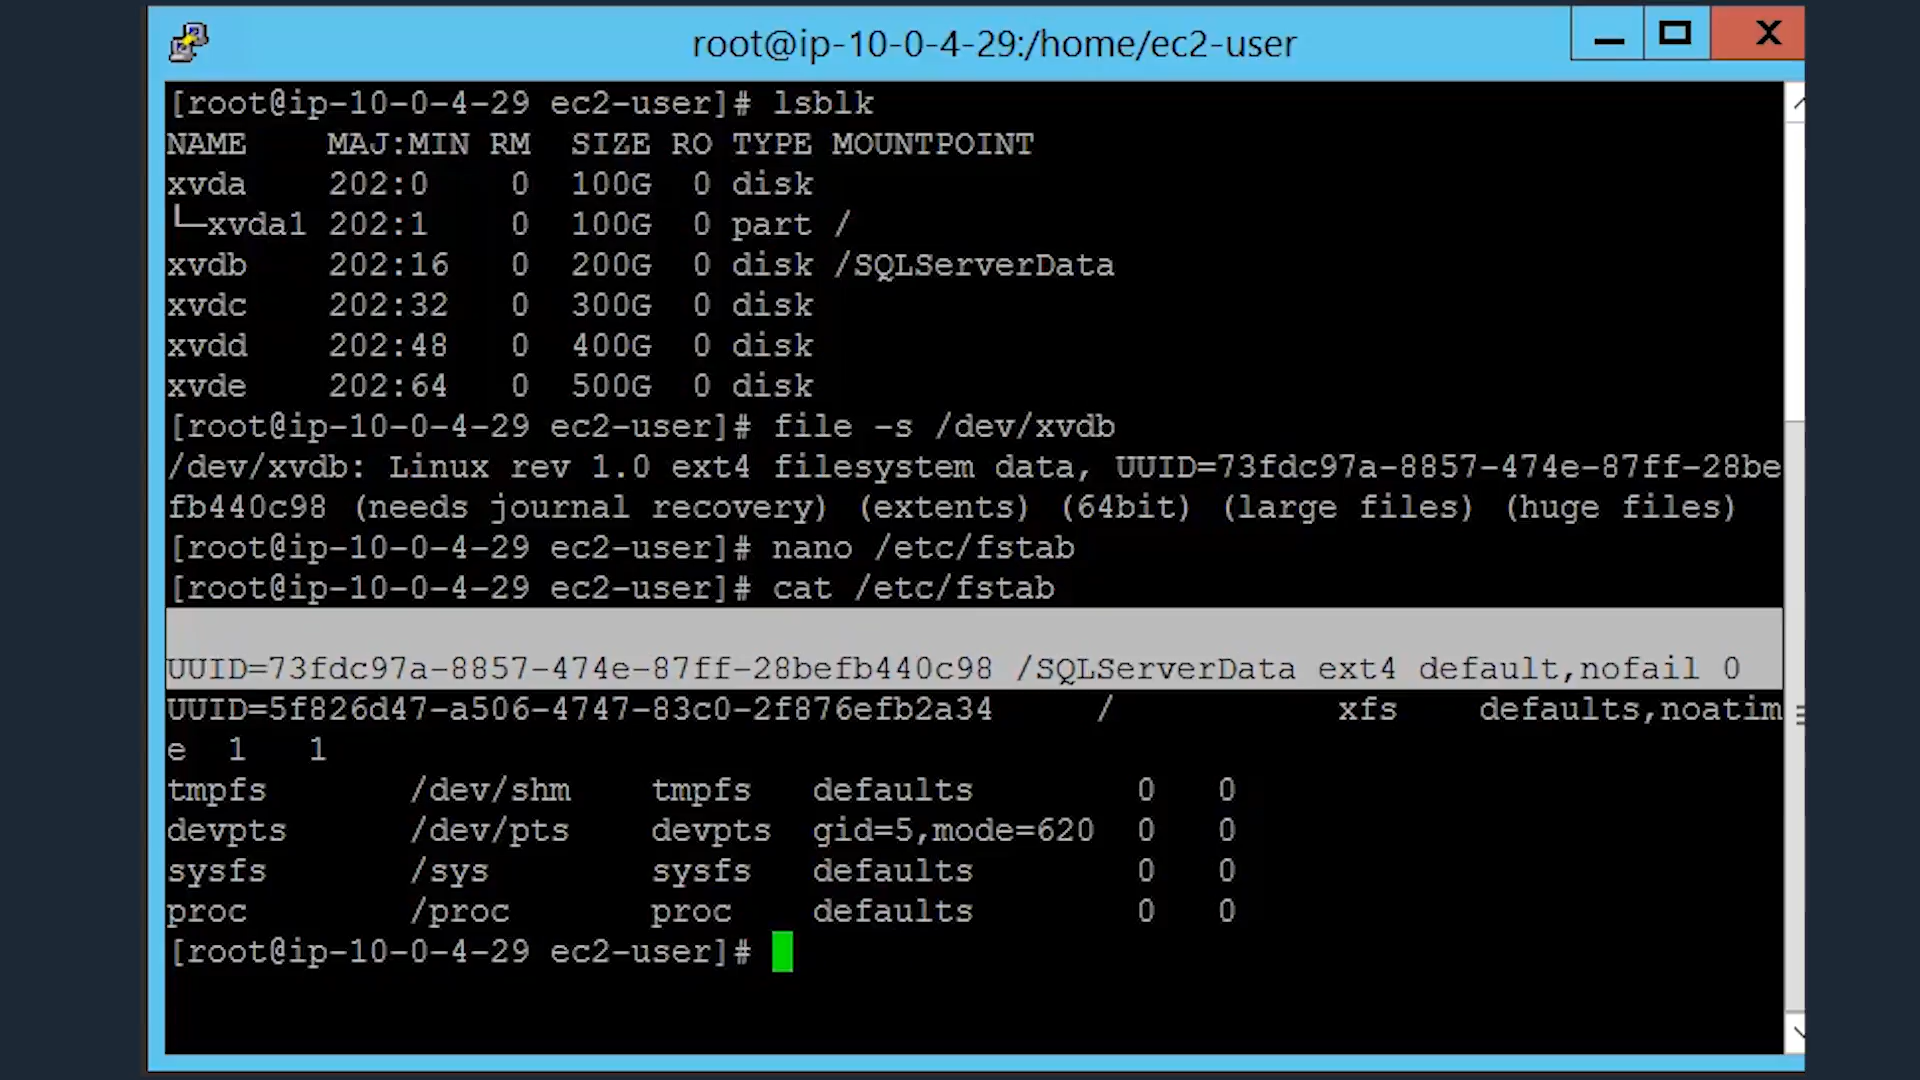 root@ip-10-0-4-29:/home/ec2-user
[root@ip-10-0-4-29 ec2-user]# lsblk
NAME    MAJ:MIN RM  SIZE RO TYPE MOUNTPOINT
xvda    202:0    0  100G  0 disk
└─xvda1 202:1    0  100G  0 part /
xvdb    202:16   0  200G  0 disk /SQLServerData
xvdc    202:32   0  300G  0 disk
xvdd    202:48   0  400G  0 disk
xvde    202:64   0  500G  0 disk
[root@ip-10-0-4-29 ec2-user]# file -s /dev/xvdb
/dev/xvdb: Linux rev 1.0 ext4 filesystem data, UUID=73fdc97a-8857-474e-87ff-28be
fb440c98 (needs journal recovery) (extents) (64bit) (large files) (huge files)
[root@ip-10-0-4-29 ec2-user]# nano /etc/fstab
[root@ip-10-0-4-29 ec2-user]# cat /etc/fstab
UUID=73fdc97a-8857-474e-87ff-28befb440c98 /SQLServerData ext4 default,nofail 0
UUID=5f826d47-a506-4747-83c0-2f876efb2a34     /           xfs    defaults,noatim
e  1   1
tmpfs       /dev/shm    tmpfs   defaults        0   0
devpts      /dev/pts    devpts  gid=5,mode=620  0   0
sysfs       /sys        sysfs   defaults        0   0
proc        /proc       proc    defaults        0   0
[root@ip-10-0-4-29 ec2-user]#